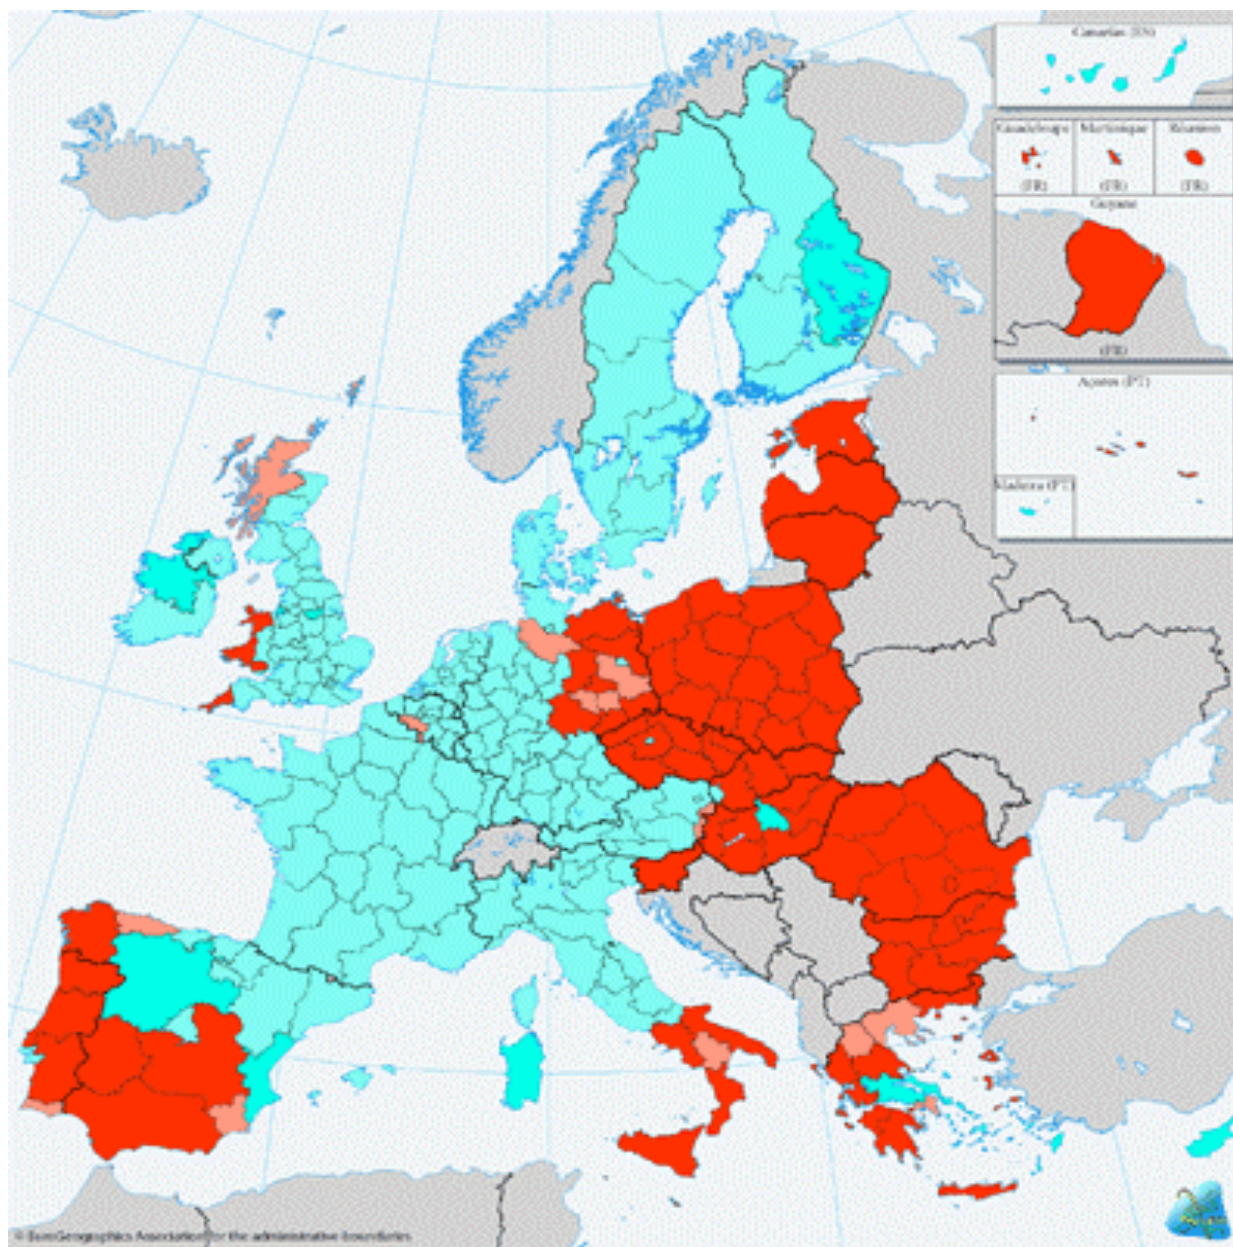 Canarias (ES)
Guadeloupe
Martinique
Réunion
(FR)
(FR)
(FR)
Guyane
(FR)
Açores (PT)
Madeira (PT)
© EuroGeographics Association for the administrative boundaries